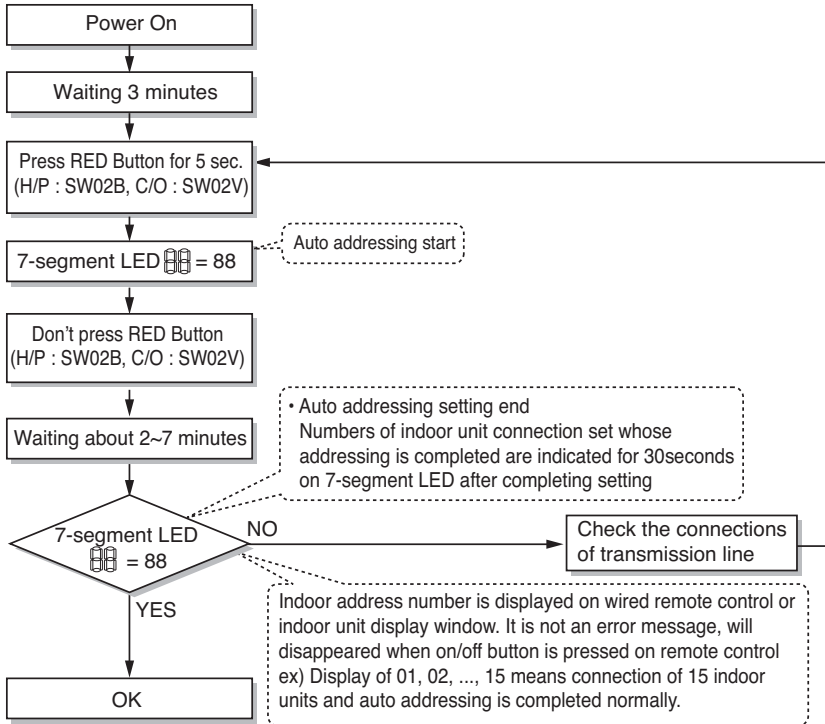 Power On
Waiting 3 minutes
Press RED Button for 5 sec.
(H/P : SW02B, C/O : SW02V)
7-segment LED 88 = 88
Auto addressing start
Don't press RED Button
(H/P : SW02B, C/O : SW02V)
Waiting about 2~7 minutes
• Auto addressing setting end
Numbers of indoor unit connection set whose
addressing is completed are indicated for 30seconds
on 7-segment LED after completing setting
7-segment LED
88 = 88
NO
Check the connections
of transmission line
YES
Indoor address number is displayed on wired remote control or
indoor unit display window. It is not an error message, will
disappeared when on/off button is pressed on remote control
ex) Display of 01, 02, ..., 15 means connection of 15 indoor
units and auto addressing is completed normally.
OK